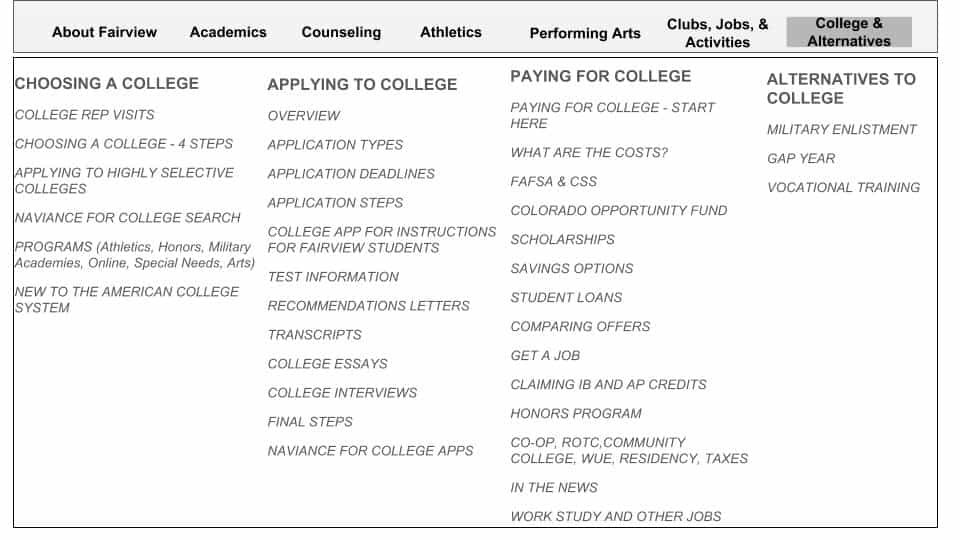 About Fairview
Academics
Counseling
Athletics
Performing Arts
Clubs, Jobs, &
Activities
College &
Alternatives
CHOOSING A COLLEGE
COLLEGE REP VISITS
CHOOSING A COLLEGE - 4 STEPS
APPLYING TO HIGHLY SELECTIVE
COLLEGES
NAVIANCE FOR COLLEGE SEARCH
PROGRAMS (Athletics, Honors, Military
Academies, Online, Special Needs, Arts)
NEW TO THE AMERICAN COLLEGE
SYSTEM
APPLYING TO COLLEGE
OVERVIEW
APPLICATION TYPES
APPLICATION DEADLINES
APPLICATION STEPS
COLLEGE APP FOR INSTRUCTIONS
FOR FAIRVIEW STUDENTS
TEST INFORMATION
RECOMMENDATIONS LETTERS
TRANSCRIPTS
COLLEGE ESSAYS
COLLEGE INTERVIEWS
FINAL STEPS
NAVIANCE FOR COLLEGE APPS
PAYING FOR COLLEGE
PAYING FOR COLLEGE - START
HERE
WHAT ARE THE COSTS?
FAFSA & CSS
COLORADO OPPORTUNITY FUND
SCHOLARSHIPS
SAVINGS OPTIONS
STUDENT LOANS
COMPARING OFFERS
GET A JOB
CLAIMING IB AND AP CREDITS
HONORS PROGRAM
CO-OP, ROTC,COMMUNITY
COLLEGE, WUE, RESIDENCY, TAXES
IN THE NEWS
WORK STUDY AND OTHER JOBS
ALTERNATIVES TO
COLLEGE
MILITARY ENLISTMENT
GAP YEAR
VOCATIONAL TRAINING